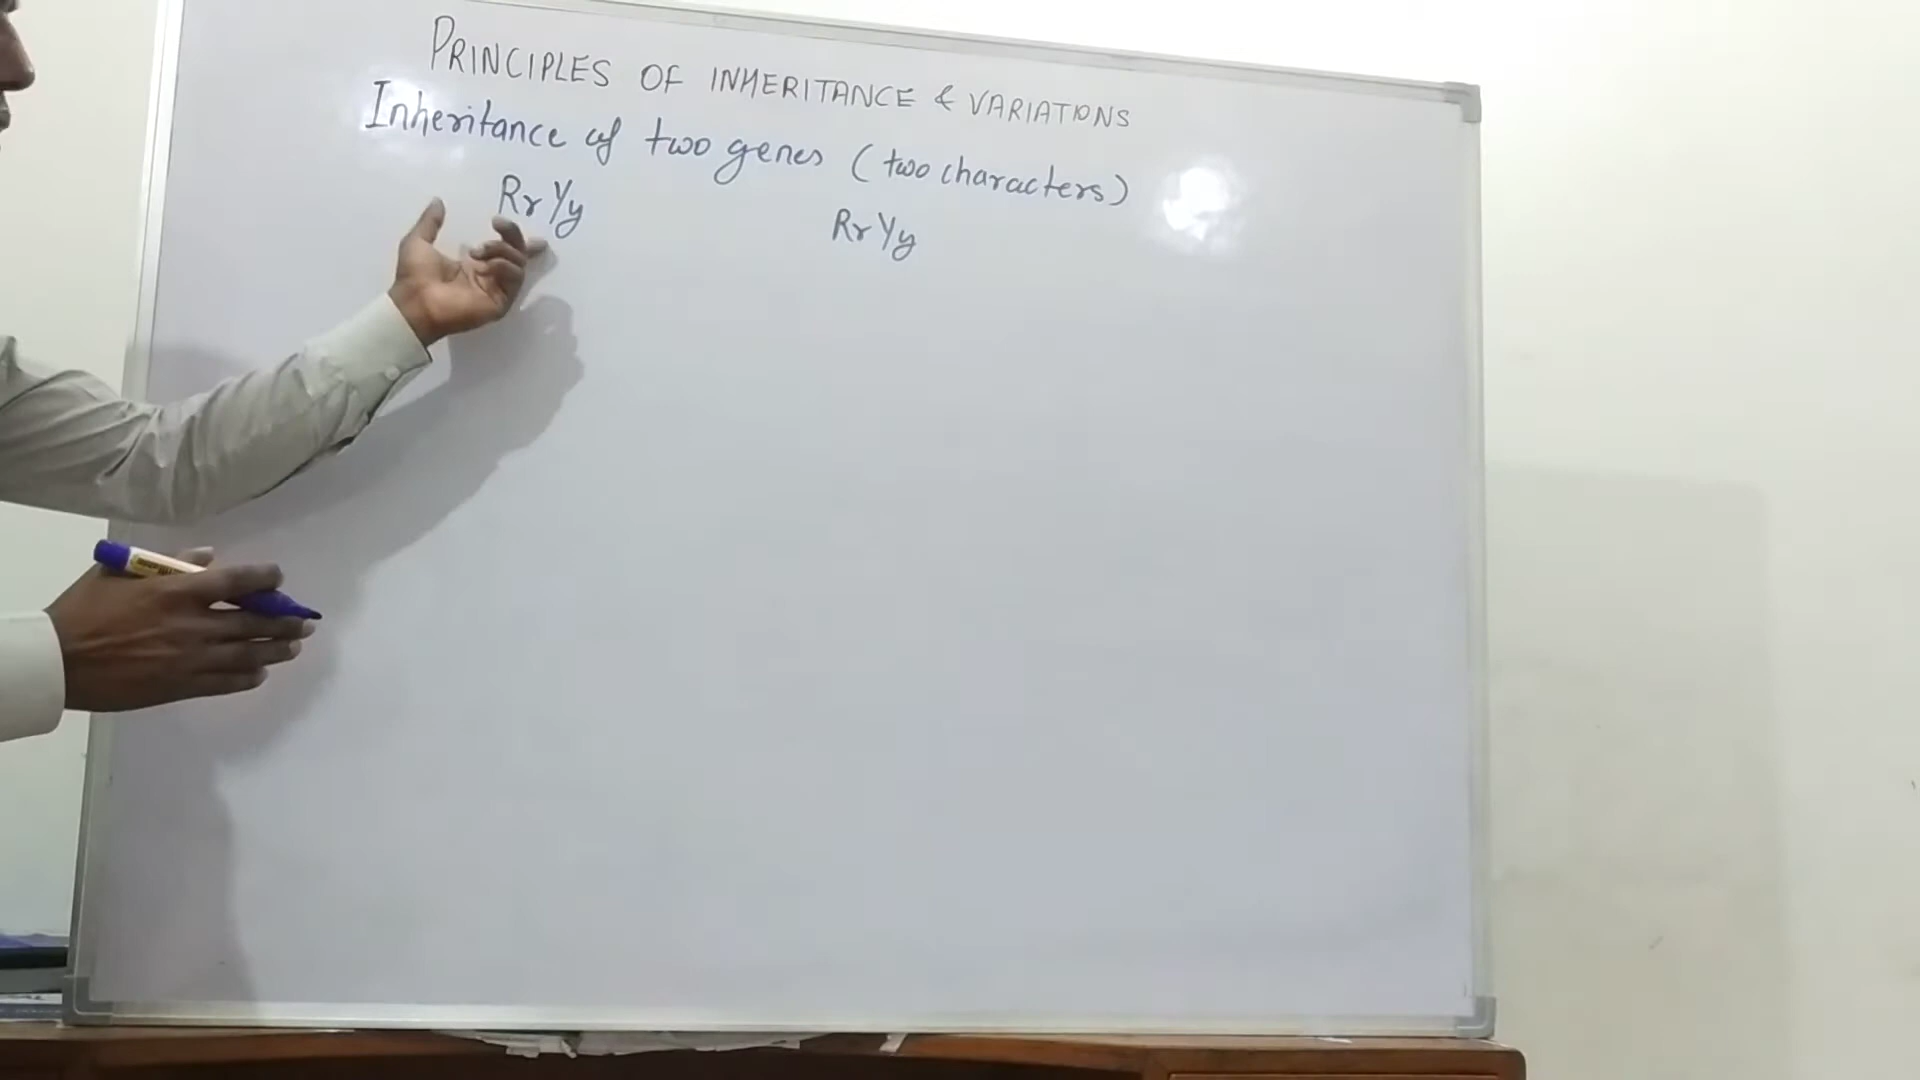 PRINCIPLES OF INHERITANCE & VARIATIONS
Inheritance of two genes (two characters)
RrYy RrYy